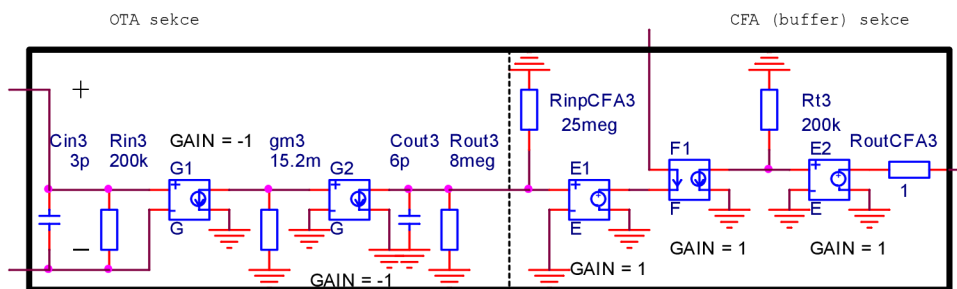 OTA sekce CFA (buffer) sekce
+
RinpCFA3 Rt3
Cin3 Rin3 GAIN = -1 gm3 Cout3 Rout3 25meg 200k RoutCFA3
3p 200k 15.2m 6p 8meg
G1 G2 E1 F1 E2
+ + + + +
1
- - - - -
G G E F E
−
GAIN = 1 GAIN = 1
GAIN = -1 GAIN = 1